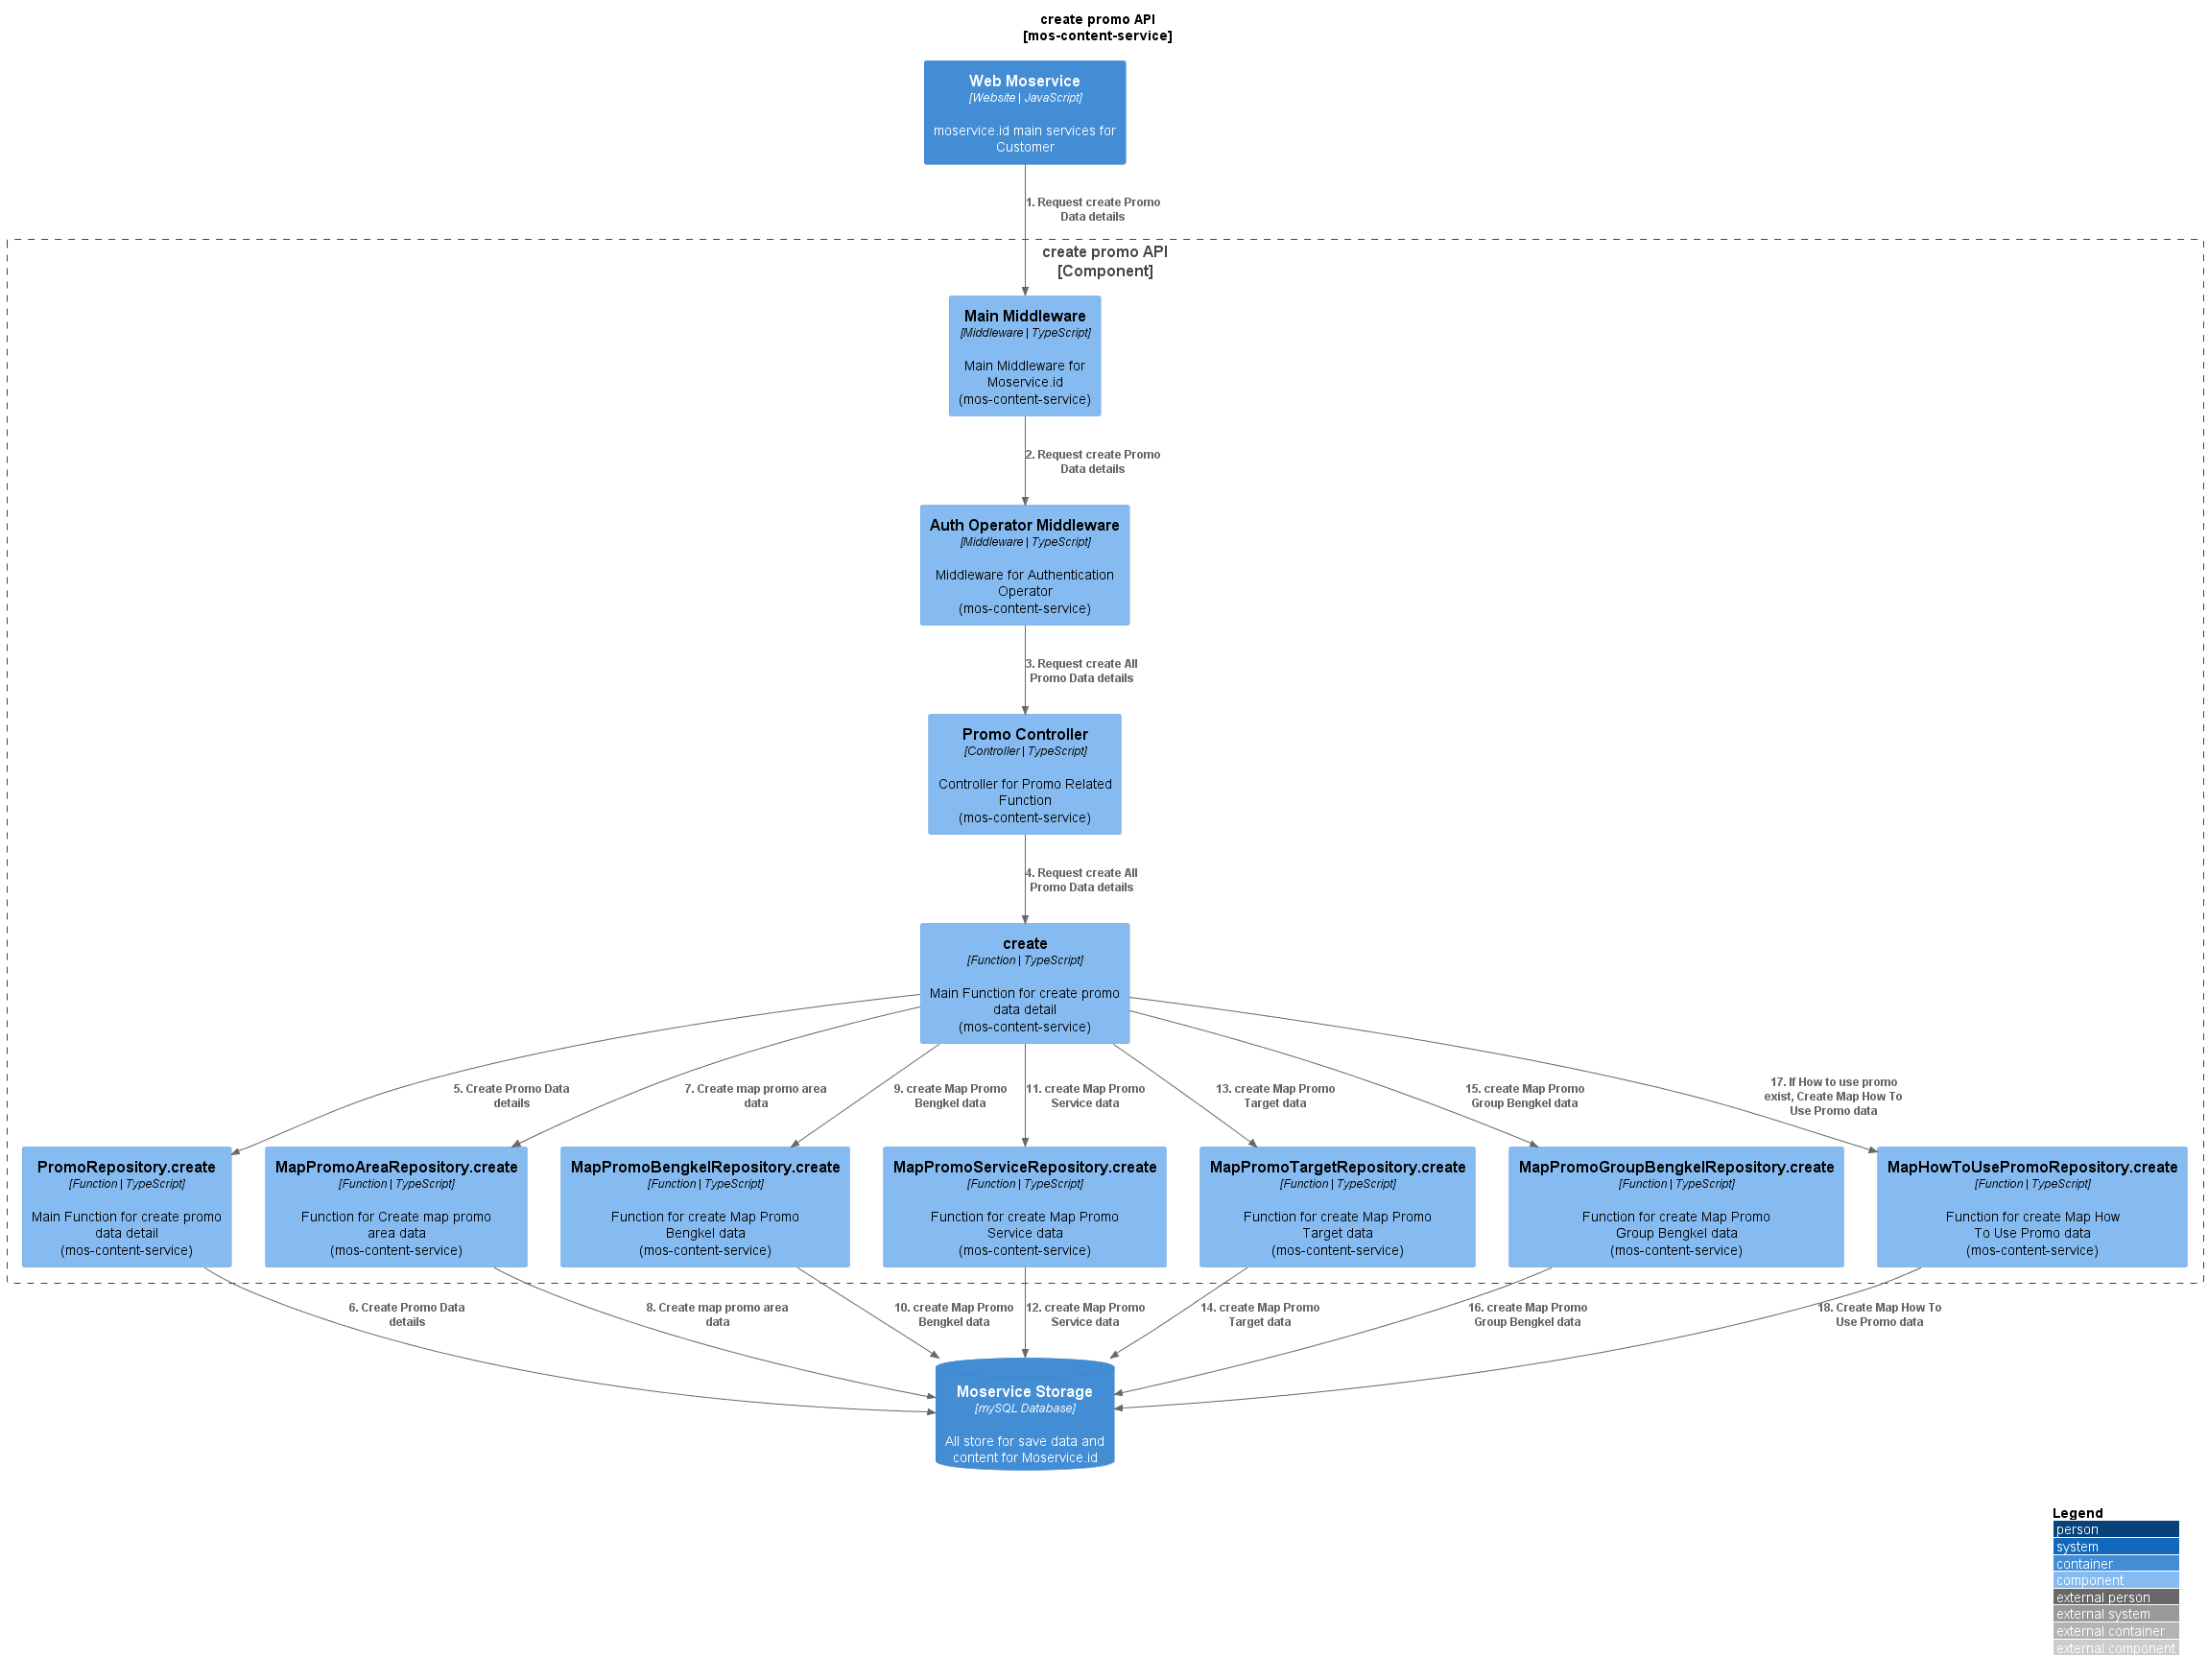 create promo API
[mos-content-service]
Web Moservice
[Website | JavaScript]
moservice.id main services for
Customer
1. Request create Promo
Data details
create promo API
[Component]
Main Middleware
[Middleware | TypeScript]
Main Middleware for
Moservice.id
(mos-content-service)
2. Request create Promo
Data details
Auth Operator Middleware
[Middleware | TypeScript]
Middleware for Authentication
Operator
(mos-content-service)
3. Request create All
Promo Data details
Promo Controller
[Controller | TypeScript]
Controller for Promo Related
Function
(mos-content-service)
4. Request create All
Promo Data details
create
[Function | TypeScript]
Main Function for create promo
data detail
(mos-content-service)
5. Create Promo Data
details
7. Create map promo area
data
9. create Map Promo
Bengkel data
11. create Map Promo
Service data
13. create Map Promo
Target data
15. create Map Promo
Group Bengkel data
17. If How to use promo
exist, Create Map How To
Use Promo data
PromoRepository.create
[Function | TypeScript]
Main Function for create promo
data detail
(mos-content-service)
MapPromoAreaRepository.create
[Function | TypeScript]
Function for Create map promo
area data
(mos-content-service)
MapPromoBengkelRepository.create
[Function | TypeScript]
Function for create Map Promo
Bengkel data
(mos-content-service)
MapPromoServiceRepository.create
[Function | TypeScript]
Function for create Map Promo
Service data
(mos-content-service)
MapPromoTargetRepository.create
[Function | TypeScript]
Function for create Map Promo
Target data
(mos-content-service)
MapPromoGroupBengkelRepository.create
[Function | TypeScript]
Function for create Map Promo
Group Bengkel data
(mos-content-service)
MapHowToUsePromoRepository.create
[Function | TypeScript]
Function for create Map How
To Use Promo data
(mos-content-service)
6. Create Promo Data
details
8. Create map promo area
data
10. create Map Promo
Bengkel data
12. create Map Promo
Service data
14. create Map Promo
Target data
16. create Map Promo
Group Bengkel data
18. Create Map How To
Use Promo data
Moservice Storage
[mySQL Database]
All store for save data and
content for Moservice.id
Legend
person
system
container
component
external person
external system
external container
external component